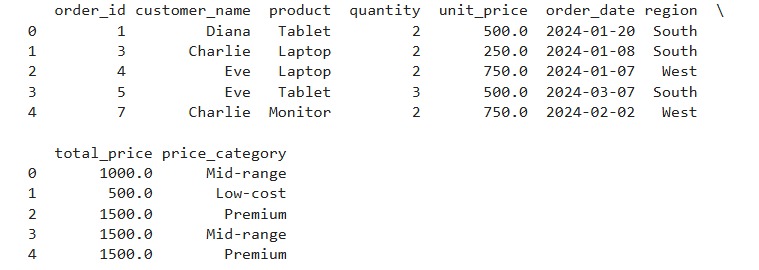 order_id customer_name product quantity unit_price order_date region \
0 1 Diana Tablet 2 500.0 2024-01-20 South
1 3 Charlie Laptop 2 250.0 2024-01-08 South
2 4 Eve Laptop 2 750.0 2024-01-07 West
3 5 Eve Tablet 3 500.0 2024-03-07 South
4 7 Charlie Monitor 2 750.0 2024-02-02 West
total_price price_category
0 1000.0 Mid-range
1 500.0 Low-cost
2 1500.0 Premium
3 1500.0 Mid-range
4 1500.0 Premium